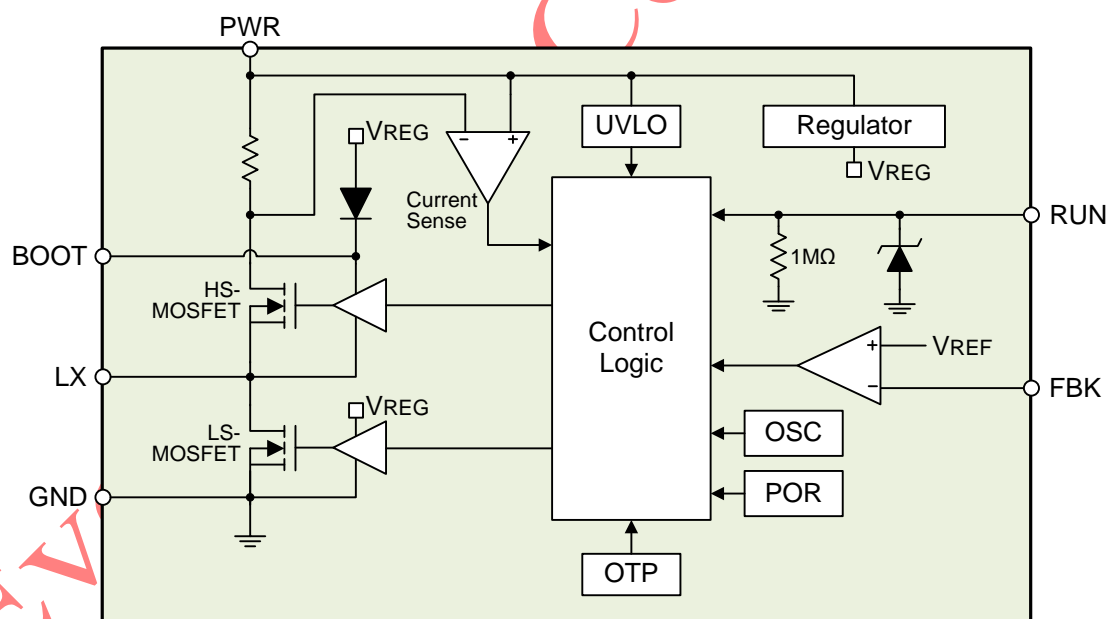 PWR
VREG
UVLO
Regulator
VREG
Current
Sense
RUN
BOOT
1MΩ
HS-
MOSFET
Control
Logic
VREF
LX
FBK
VREG
LS-
MOSFET
OSC
GND
POR
OTP